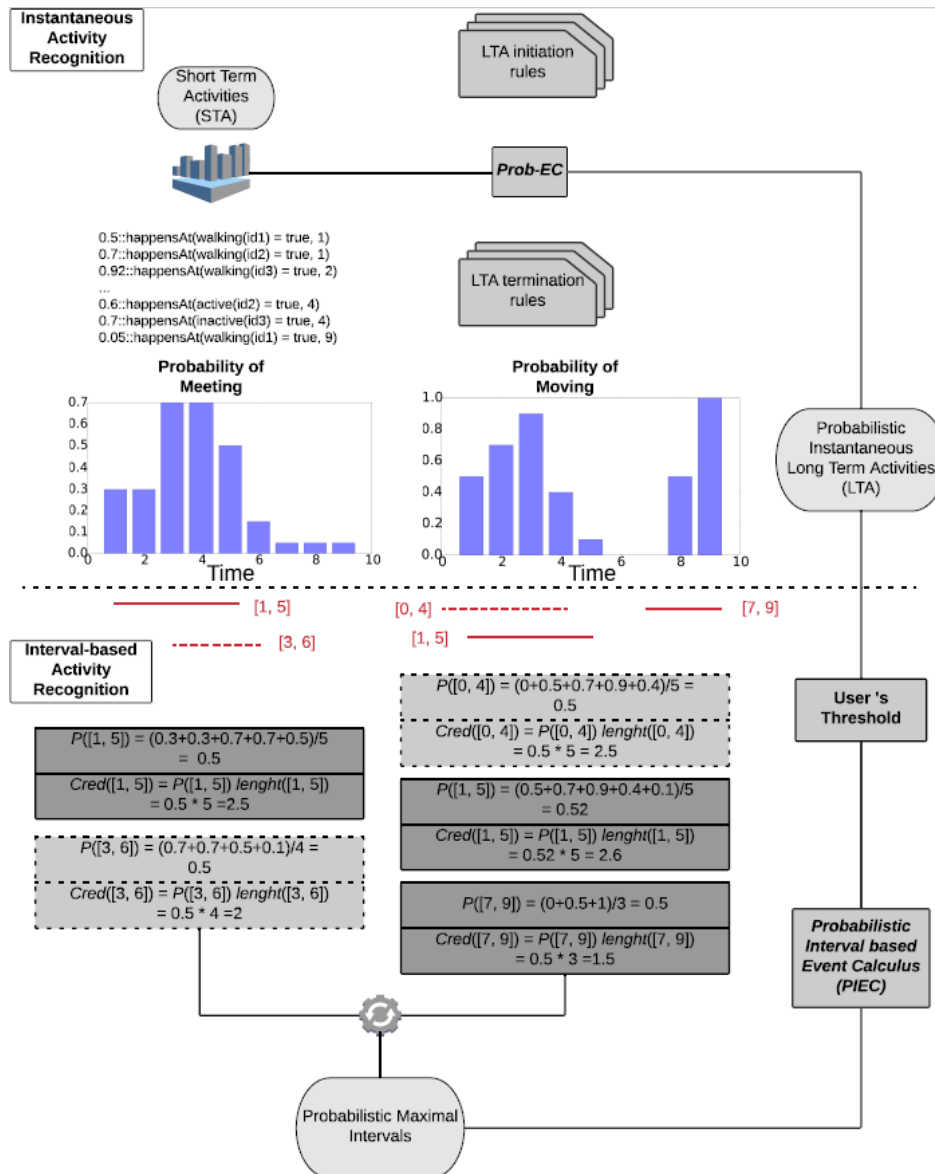 Instantaneous
Activity
Recognition
LTA initiation
rules
Short Term
Activities
(STA)
Prob-EC
0.5::happensAt(walking(id1) = true, 1)
0.7::happensAt(walking(id2) = true, 1)
0.92::happensAt(walking(id3) = true, 2)
...
0.6::happensAt(active(id2) = true, 4)
0.7::happensAt(inactive(id3) = true, 4)
0.05::happensAt(walking(id1) = true, 9)
LTA termination
rules
Probability of
Meeting
0.7
0.6
0.5
0.4
0.3
0.2
0.1
0.0
0 2 4 6 8 10
Time
Probability of
Moving
1.0
0.8
0.6
0.4
0.2
0.0
0 2 4 6 8 10
Time
Probabilistic
Instantaneous
Long Term Activities
(LTA)
[1, 5]
[3, 6]
[0, 4]
[7, 9]
[1, 5]
Interval-based
Activity
Recognition
P([1, 5]) = (0.3+0.3+0.7+0.7+0.5)/5
= 0.5
Cred([1, 5]) = P([1, 5]) lenght([1, 5])
= 0.5 * 5 =2.5
P([3, 6]) = (0.7+0.7+0.5+0.1)/4 =
0.5
Cred([3, 6]) = P([3, 6]) lenght([3, 6])
= 0.5 * 4 =2
P([0, 4]) = (0+0.5+0.7+0.9+0.4)/5 =
0.5
Cred([0, 4]) = P([0, 4]) lenght([0, 4])
= 0.5 * 5 = 2.5
P([1, 5]) = (0.5+0.7+0.9+0.4+0.1)/5
= 0.52
Cred([1, 5]) = P([1, 5]) lenght([1, 5])
= 0.52 * 5 = 2.6
P([7, 9]) = (0+0.5+1)/3 = 0.5
Cred([7, 9]) = P([7, 9]) lenght([7, 9])
= 0.5 * 3 =1.5
User 's
Threshold
Probabilistic
Interval based
Event Calculus
(PIEC)
Probabilistic Maximal
Intervals